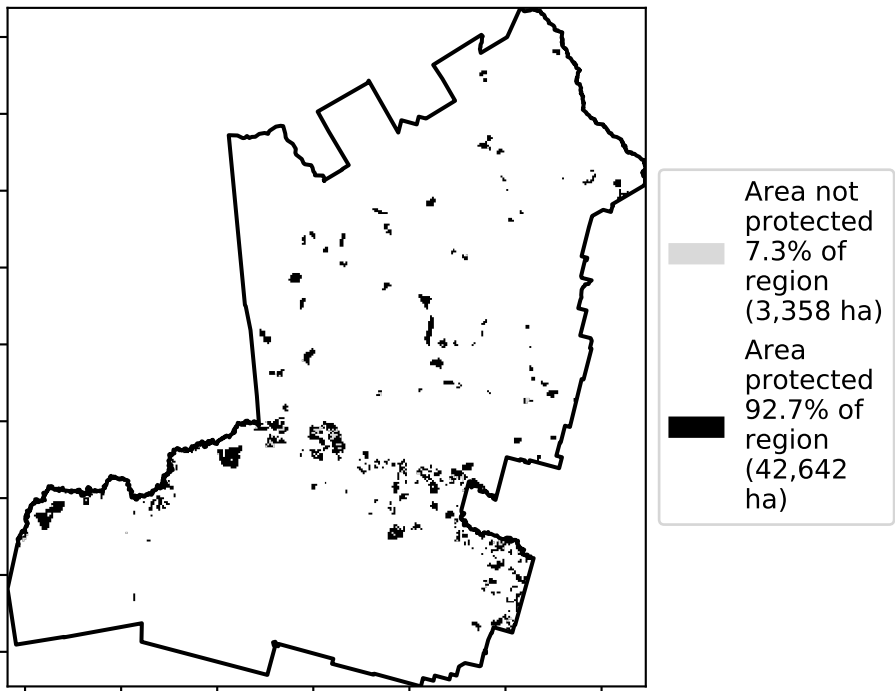 Area not
protected
7.3% of
region
(3,358 ha)
Area
protected
92.7% of
region
(42,642
ha)